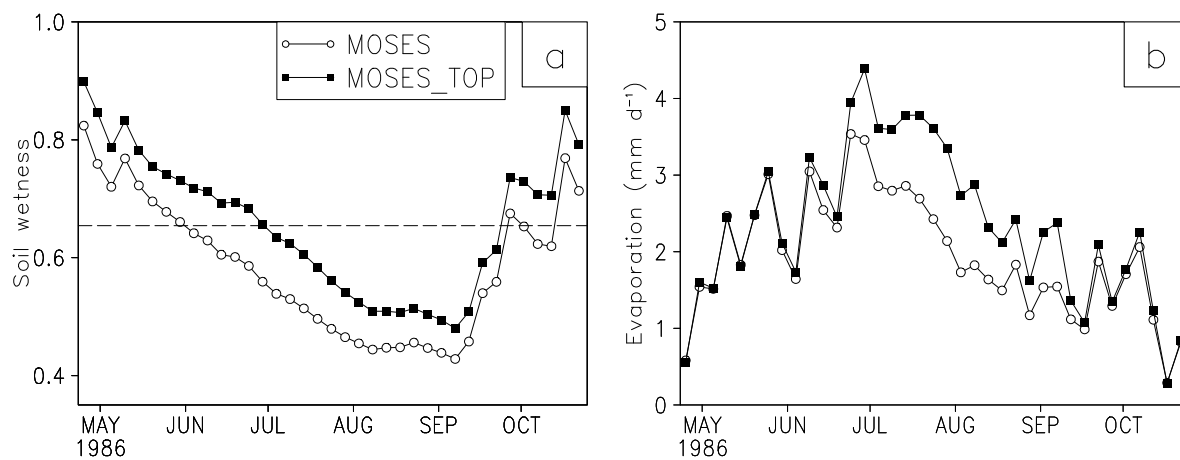 1.0
0.8
0.6
0.4
Soil wetness
MOSES
MOSES_TOP
a
MAY JUN JUL AUG SEP OCT
1986
5
4
3
2
1
0
Evaporation (mm d⁻¹)
b
MAY JUN JUL AUG SEP OCT
1986